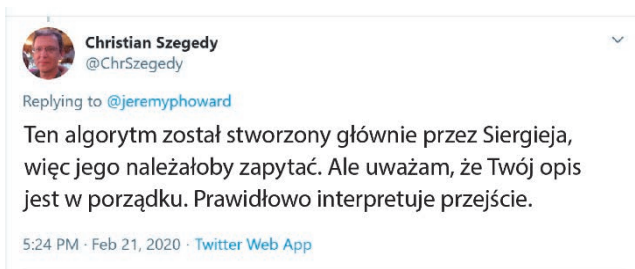 Christian Szegedy
@ChrSzegedy
Replying to @jeremyphoward
Ten algorytm został stworzony głównie przez Siergieja,
więc jego należałoby zapytać. Ale uważam, że Twój opis
jest w porządku. Prawidłowo interpretuje przejście.
5:24 PM · Feb 21, 2020 · Twitter Web App